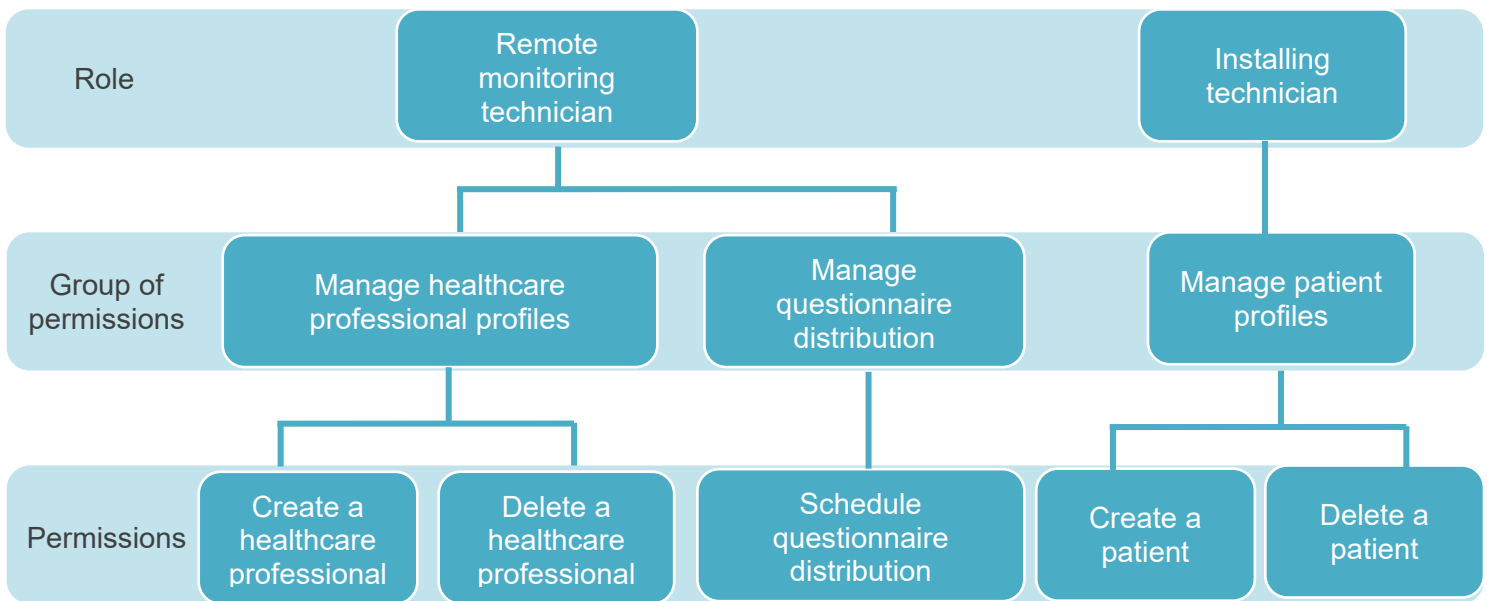 Role
Remote
monitoring
technician
Installing
technician
Group of
permissions
Manage healthcare
professional profiles
Manage
questionnaire
distribution
Manage patient
profiles
Permissions
Create a
healthcare
professional
Delete a
healthcare
professional
Schedule
questionnaire
distribution
Create a
patient
Delete a
patient